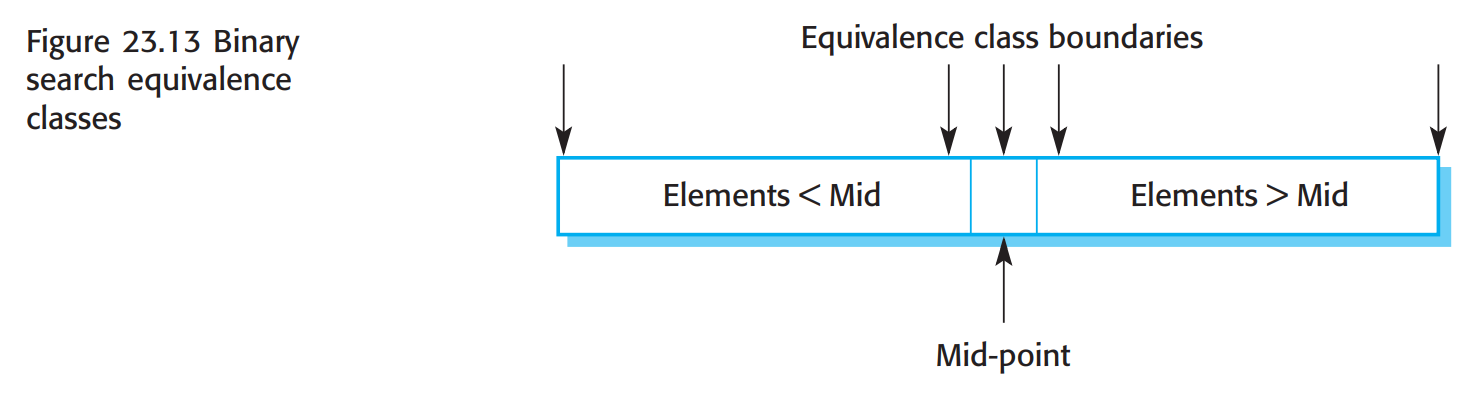 Figure 23.13 Binary
search equivalence
classes
Equivalence class boundaries
Elements < Mid
Elements > Mid
Mid-point